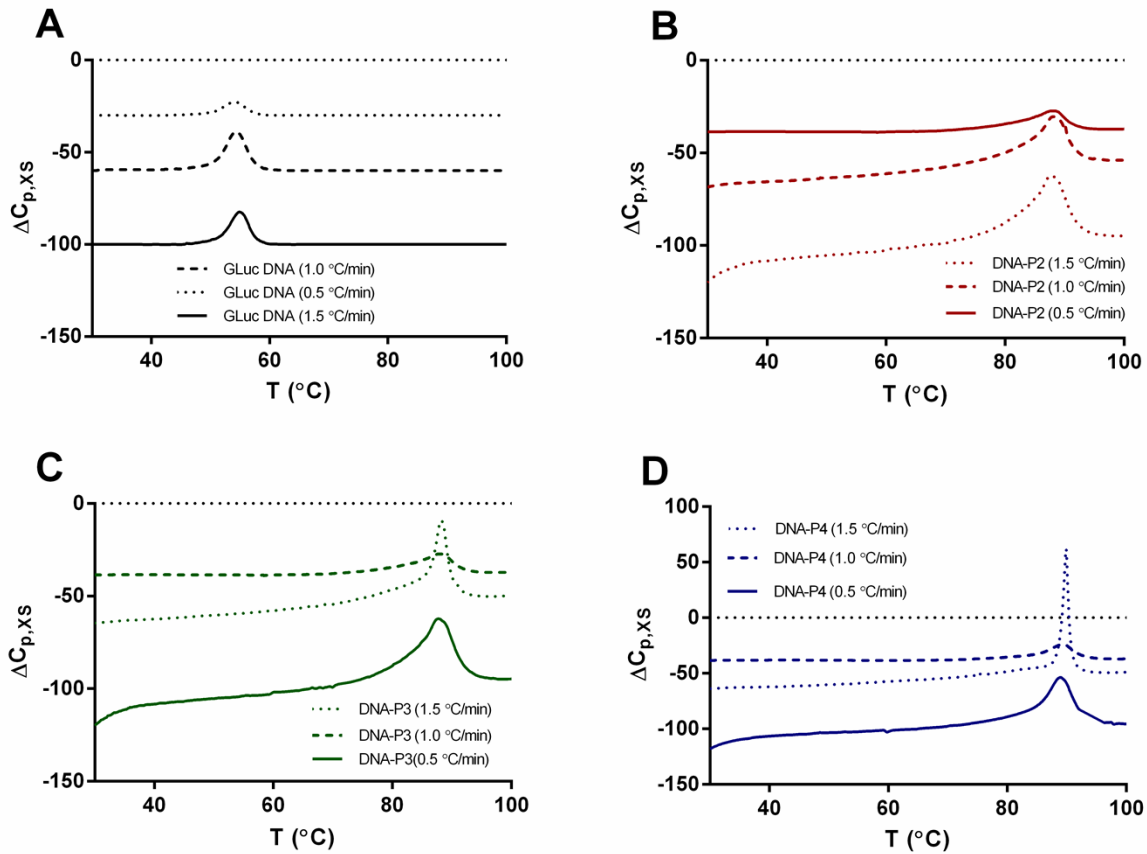 A
0
-50
-100
-150
ΔCp,xs
GLuc DNA (1.0 °C/min)
GLuc DNA (0.5 °C/min)
GLuc DNA (1.5 °C/min)
40 60 80 100
T (°C)
B
0
-50
-100
-150
ΔCp,xs
DNA-P2 (1.5 °C/min)
DNA-P2 (1.0 °C/min)
DNA-P2 (0.5 °C/min)
40 60 80 100
T (°C)
C
0
-50
-100
-150
ΔCp,xs
DNA-P3 (1.5 °C/min)
DNA-P3 (1.0 °C/min)
DNA-P3(0.5 °C/min)
40 60 80 100
T (°C)
D
100
50
0
-50
-100
-150
ΔCp,xs
DNA-P4 (1.5 °C/min)
DNA-P4 (1.0 °C/min)
DNA-P4 (0.5 °C/min)
40 60 80 100
T (°C)